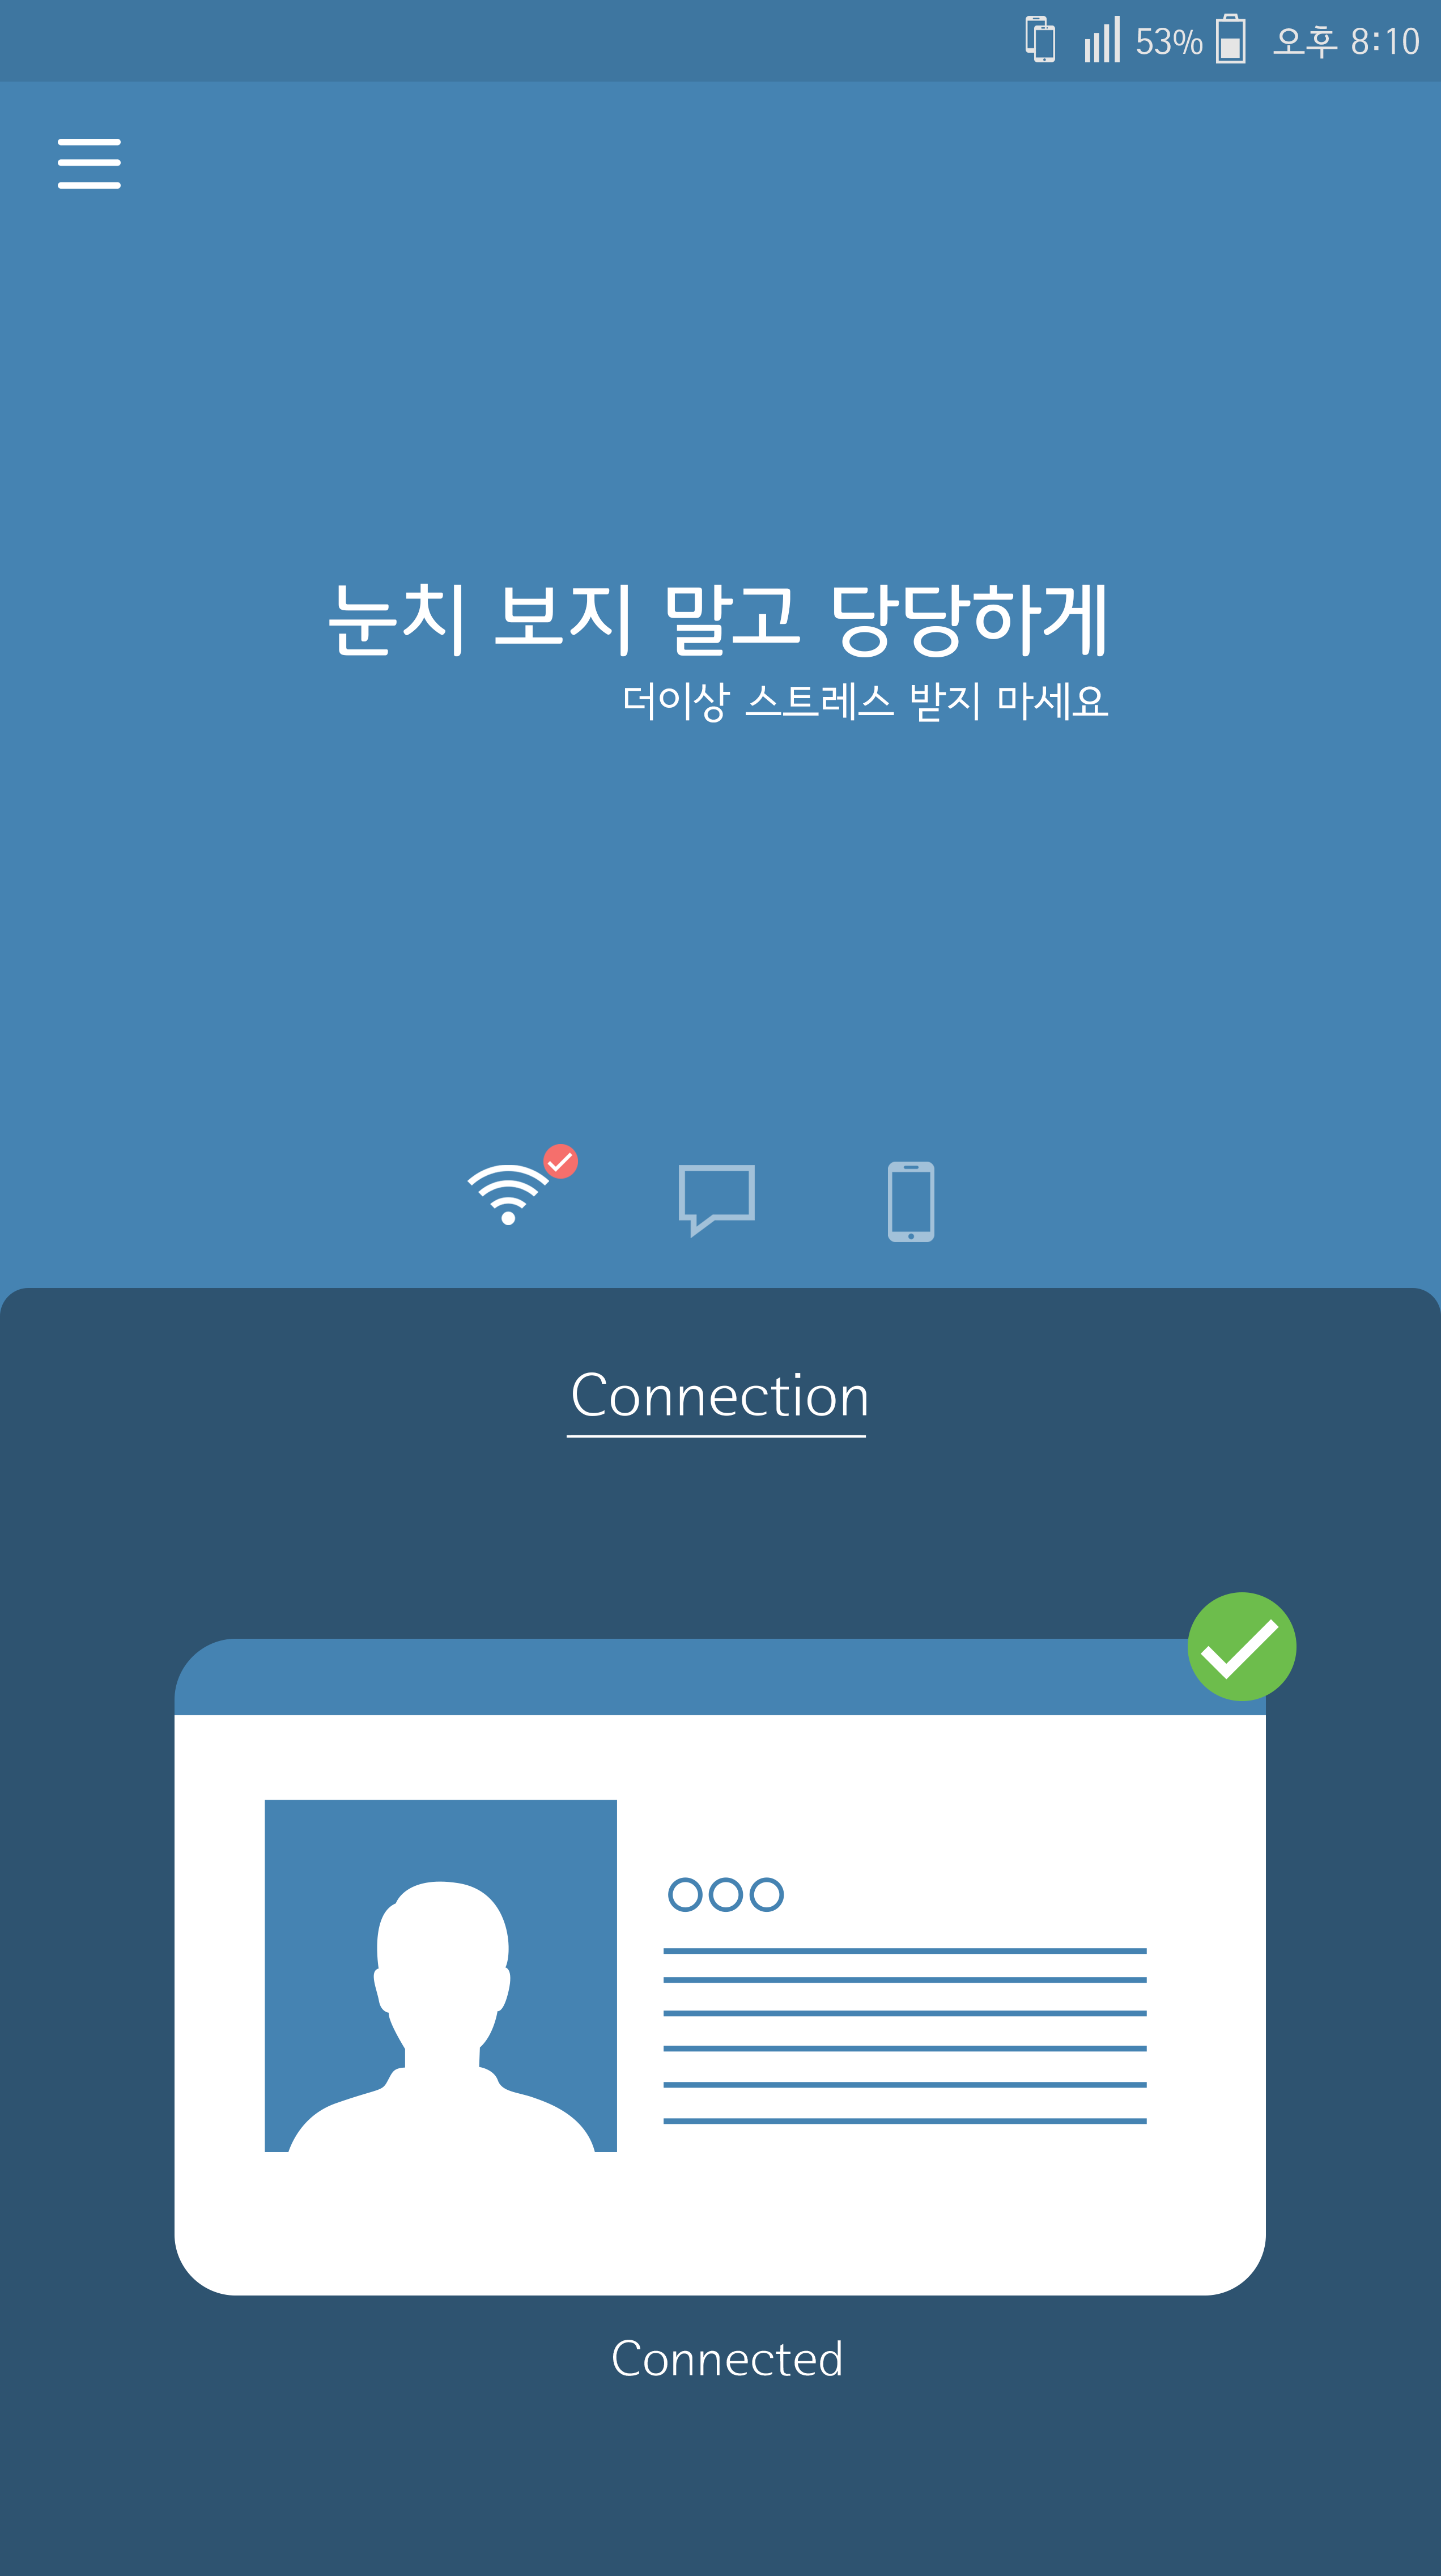 53% 오후 8:10
눈치 보지 말고 당당하게
더이상 스트레스 받지 마세요
Connection
ㅇㅇㅇ
Connected